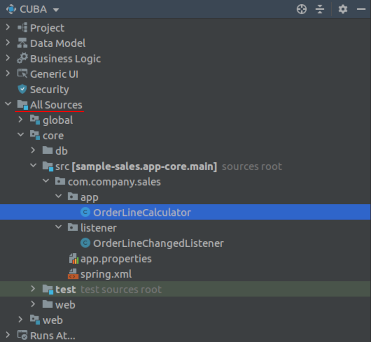 CUBA
Project
Data Model
Business Logic
Generic UI
Security
All Sources
global
core
db
src [sample-sales.app-core.main] sources root
com.company.sales
app
OrderLineCalculator
listener
OrderLineChangedListener
app.properties
spring.xml
test test sources root
web
web
Runs At...